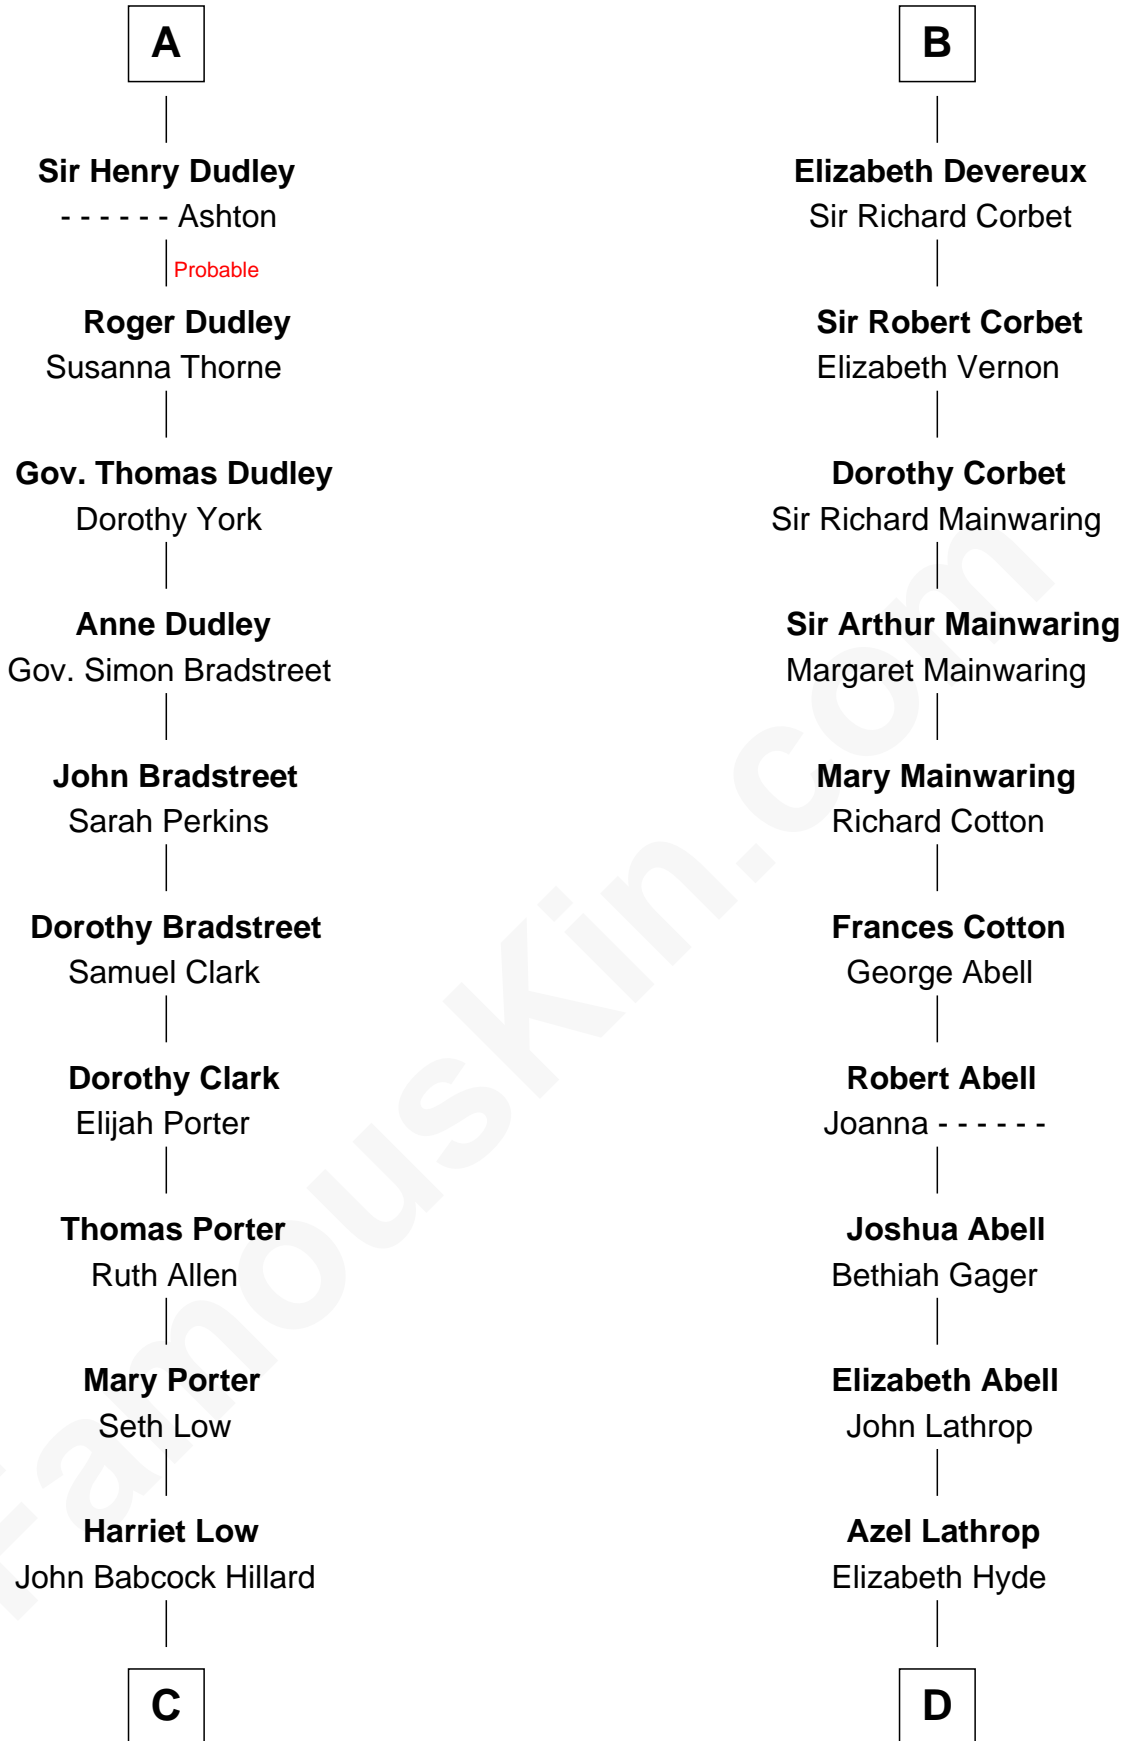 A
Sir Henry Dudley
- - - - - - Ashton
Probable
Roger Dudley
Susanna Thorne
Gov. Thomas Dudley
Dorothy York
Anne Dudley
Gov. Simon Bradstreet
John Bradstreet
Sarah Perkins
Dorothy Bradstreet
Samuel Clark
Dorothy Clark
Elijah Porter
Thomas Porter
Ruth Allen
Mary Porter
Seth Low
Harriet Low
John Babcock Hillard
C
B
Elizabeth Devereux
Sir Richard Corbet
Sir Robert Corbet
Elizabeth Vernon
Dorothy Corbet
Sir Richard Mainwaring
Sir Arthur Mainwaring
Margaret Mainwaring
Mary Mainwaring
Richard Cotton
Frances Cotton
George Abell
Robert Abell
Joanna - - - - - -
Joshua Abell
Bethiah Gager
Elizabeth Abell
John Lathrop
Azel Lathrop
Elizabeth Hyde
D
FamousKin.com